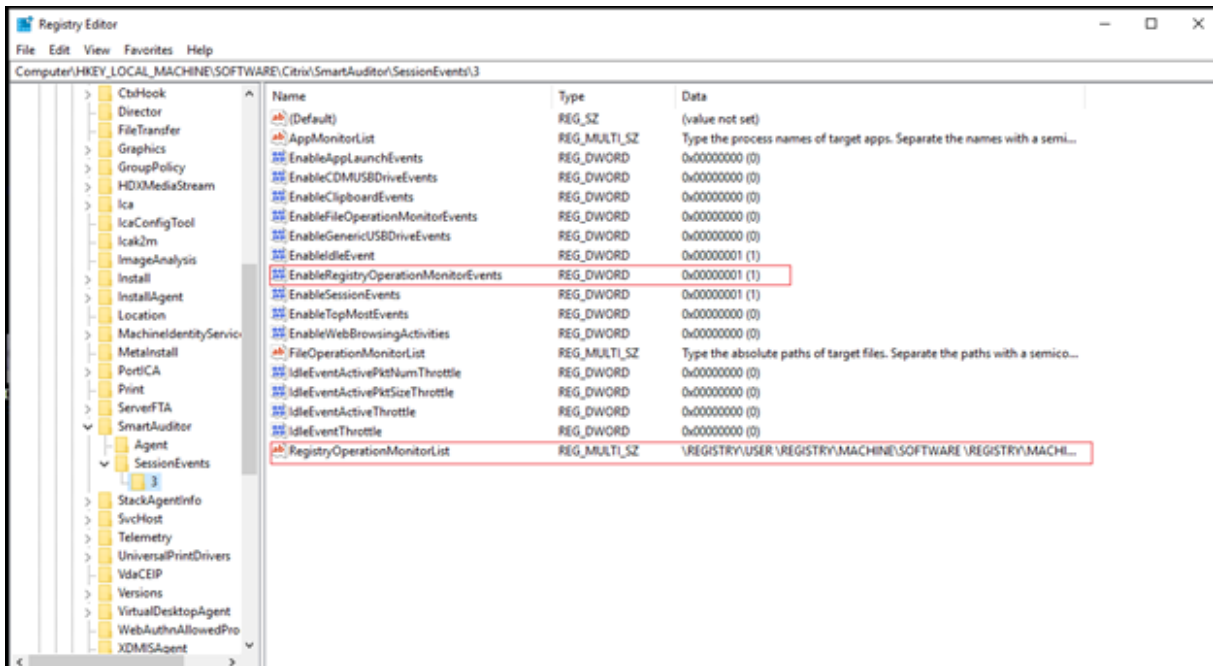 Registry Editor
File Edit View Favorites Help
Computer\HKEY_LOCAL_MACHINE\SOFTWARE\Citrix\SmartAuditor\SessionEvents\3
CtxHook
Director
FileTransfer
Graphics
GroupPolicy
HDXMediaStream
Ica
IcaConfigTool
Icak2m
ImageAnalysis
Install
InstallAgent
Location
MachineIdentityService
MetaInstall
PortICA
Print
ServerFTA
SmartAuditor
Agent
SessionEvents
3
StackAgentInfo
SvcHost
Telemetry
UniversalPrintDrivers
VdaCEIP
Versions
VirtualDesktopAgent
WebAuthnAllowedPro
XDMISAgent
Name Type Data
(Default) REG_SZ (value not set)
AppMonitorList REG_MULTI_SZ Type the process names of target apps. Separate the names with a semi...
EnableAppLaunchEvents REG_DWORD 0x00000000 (0)
EnableCDMUSBDriveEvents REG_DWORD 0x00000000 (0)
EnableClipboardEvents REG_DWORD 0x00000000 (0)
EnableFileOperationMonitorEvents REG_DWORD 0x00000000 (0)
EnableGenericUSBDriveEvents REG_DWORD 0x00000000 (0)
EnableIdleEvent REG_DWORD 0x00000001 (1)
EnableRegistryOperationMonitorEvents REG_DWORD 0x00000001 (1)
EnableSessionEvents REG_DWORD 0x00000001 (1)
EnableTopMostEvents REG_DWORD 0x00000000 (0)
EnableWebBrowsingActivities REG_DWORD 0x00000000 (0)
FileOperationMonitorList REG_MULTI_SZ Type the absolute paths of target files. Separate the paths with a semico...
IdleEventActivePktNumThrottle REG_DWORD 0x00000000 (0)
IdleEventActivePktSizeThrottle REG_DWORD 0x00000000 (0)
IdleEventActiveThrottle REG_DWORD 0x00000000 (0)
IdleEventThrottle REG_DWORD 0x00000000 (0)
RegistryOperationMonitorList REG_MULTI_SZ \REGISTRY\USER \REGISTRY\MACHINE\SOFTWARE \REGISTRY\MACHI...